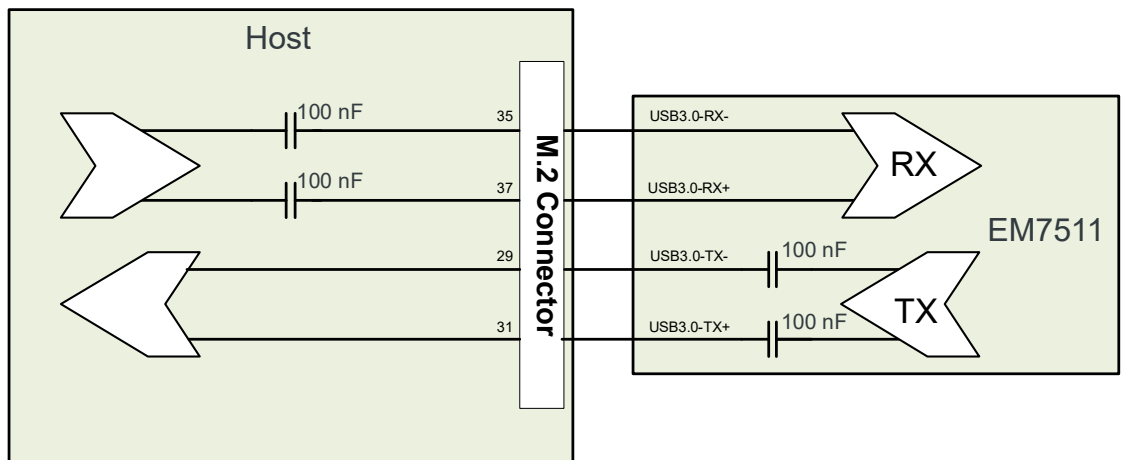 Host
100 nF
35
USB3.0-RX-
100 nF
37
USB3.0-RX+
RX
M.2 Connector
EM7511
29
USB3.0-TX-
100 nF
31
USB3.0-TX+
100 nF
TX